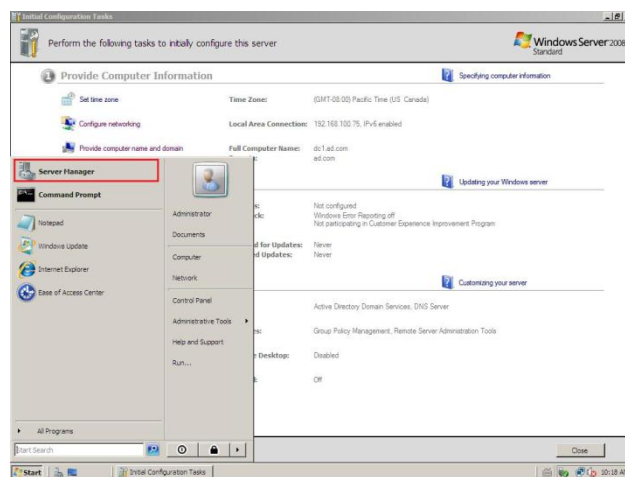 Initial Configuration Tasks
Perform the following tasks to initially configure this server
Windows Server 2008
Standard
1 Provide Computer Information
Specifying computer information
Set time zone
Time Zone:
(GMT-08:00) Pacific Time (US Canada)
Configure networking
Local Area Connection:
192.168.100.75, IPv6 enabled
Provide computer name and domain
Full Computer Name:
dc1.ad.com
ad.com
Server Manager
Command Prompt
Notepad
Windows Update
Internet Explorer
Ease of Access Center
All Programs
Start Search
Administrator
Documents
Computer
Network
Control Panel
Administrative Tools
Help and Support
Run...
Updating your Windows server
Not configured
Windows Error Reporting off
Not participating in Customer Experience Improvement Program
d for Updates:
Never
d Updates:
Never
Customizing your server
Active Directory Domain Services, DNS Server
es:
Group Policy Management, Remote Server Administration Tools
Desktop:
Disabled
Off
Close
Start
Initial Configuration Tasks
10:18 AM